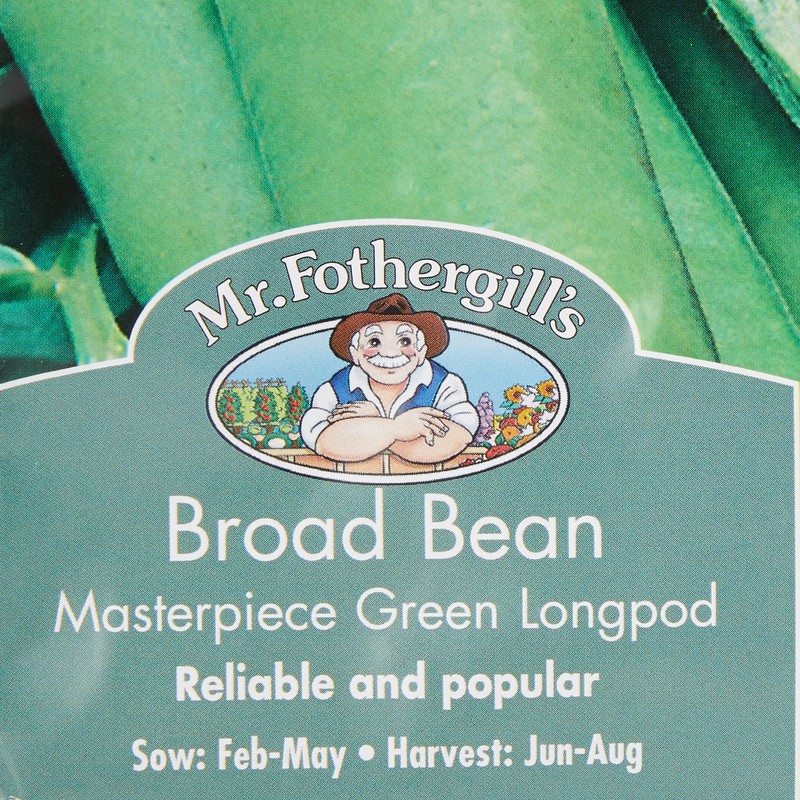 Mr. Fothergill's
Broad Bean
Masterpiece Green Longpod
Reliable and popular
Sow: Feb-May • Harvest: Jun-Aug